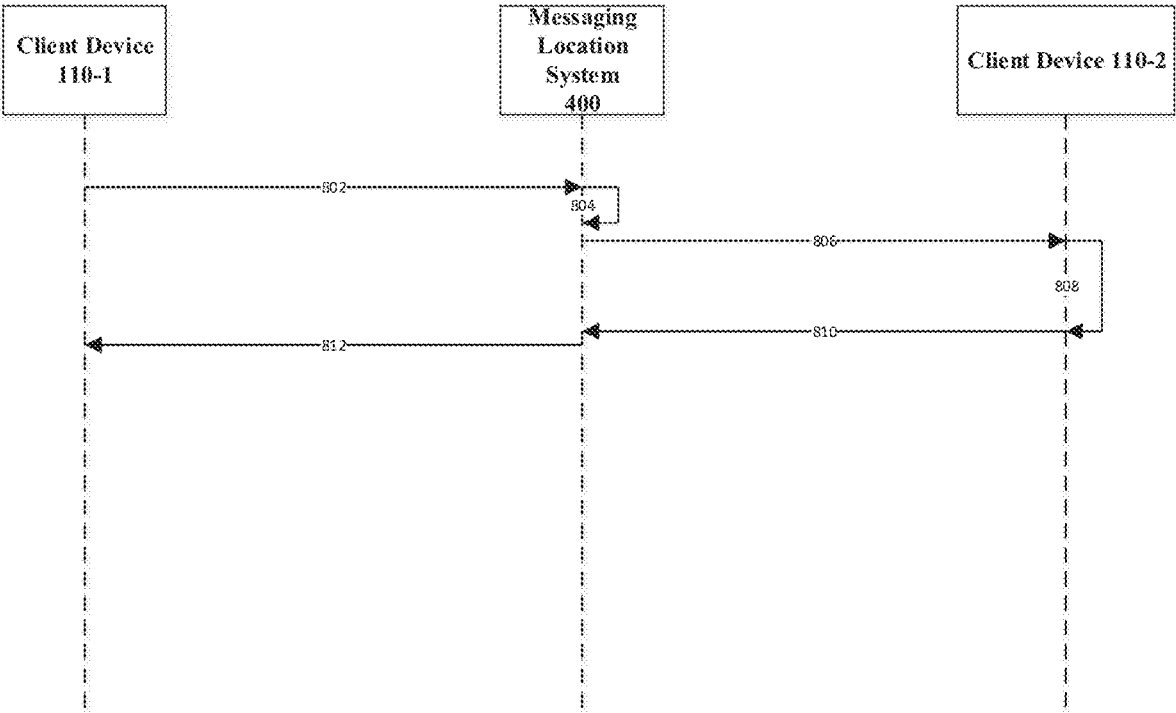 Client Device
110-1
Messaging
Location
System
400
Client Device 110-2
802
804
806
808
810
812